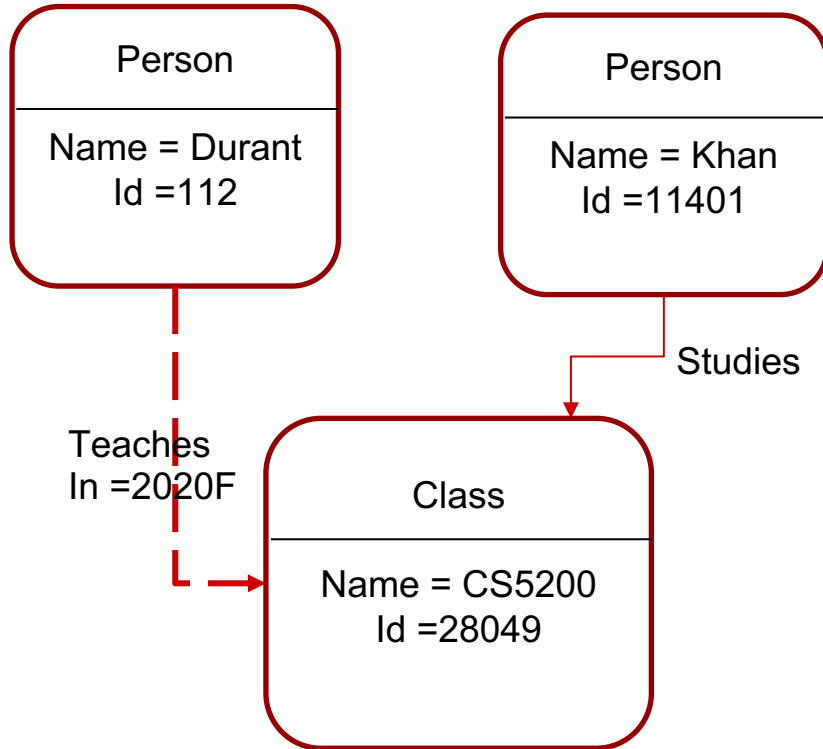 Person
Name = Durant
Id =112
Person
Name = Khan
Id =11401
Studies
Teaches
In =2020F
Class
Name = CS5200
Id =28049